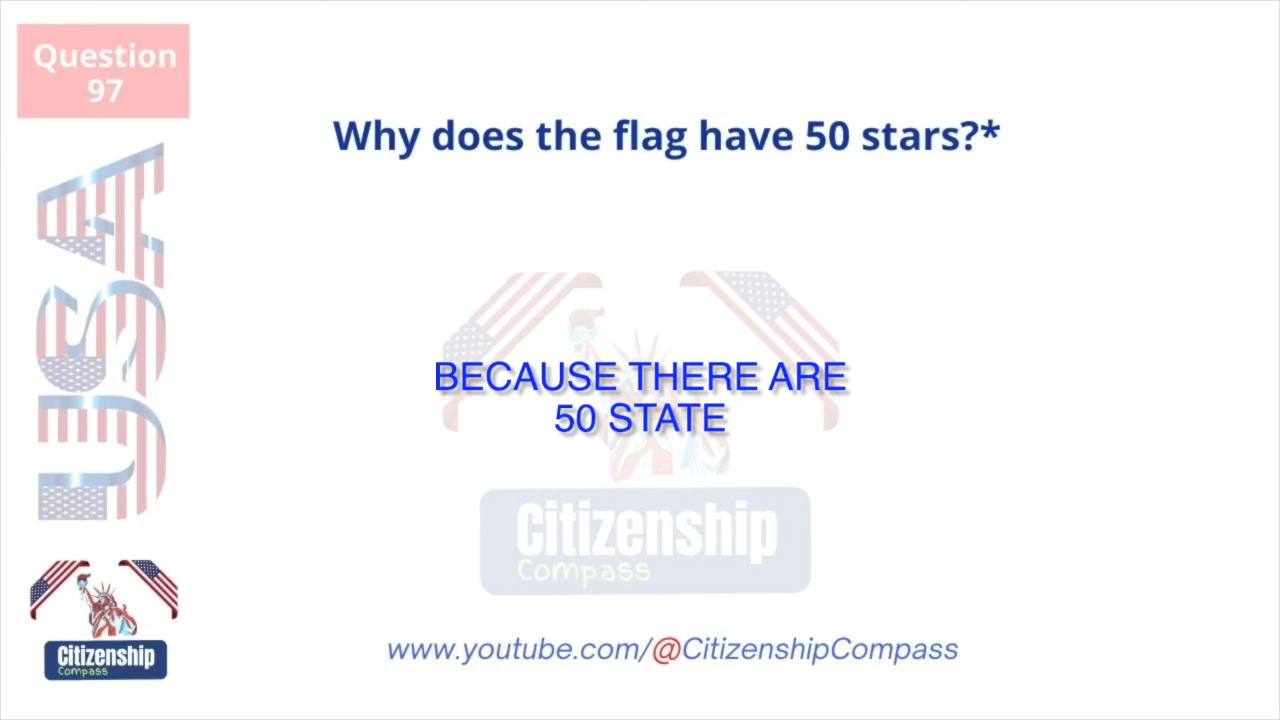 Question
97
Why does the flag have 50 stars?*
USA
BECAUSE THERE ARE
50 STATE
Citizenship
Compass
Citizenship
Compass
www.youtube.com/@CitizenshipCompass